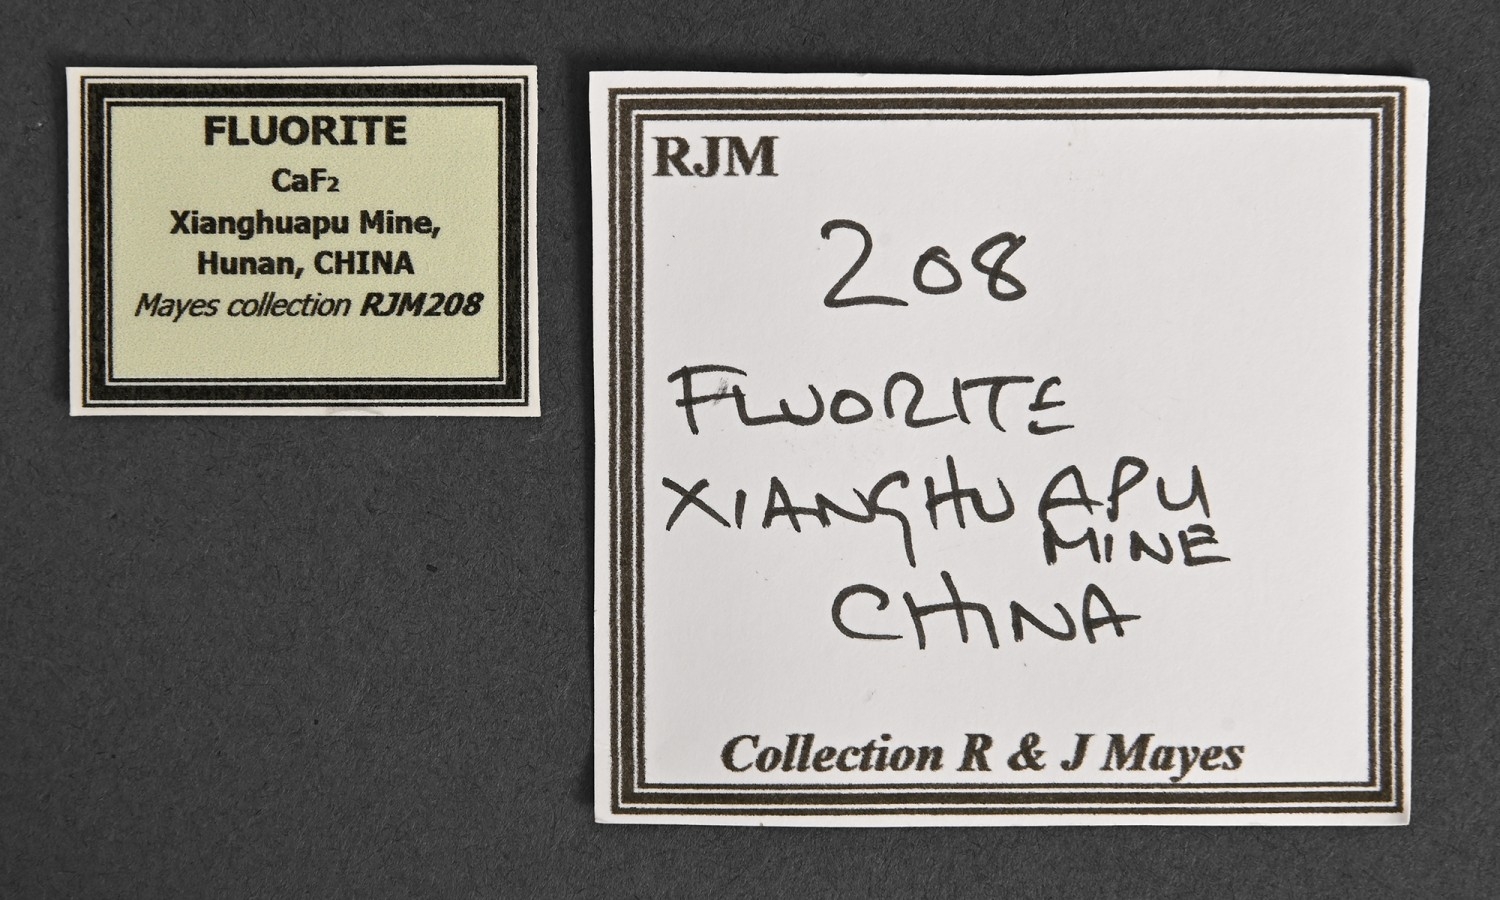 FLUORITE
CaF₂
Xianghuapu Mine,
Hunan, CHINA
Mayes collection RJM208
RJM
208
FLUORITE
XIANGHUAPU
MINE
CHINA
Collection R & J Mayes